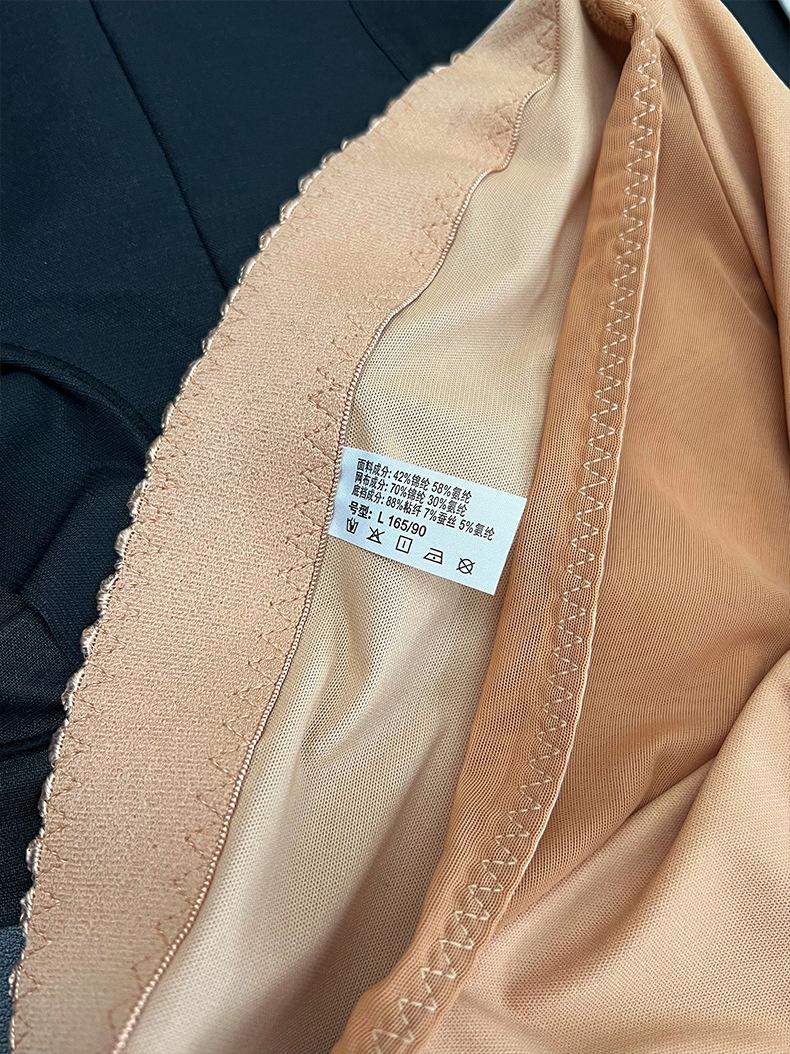 面料成分: 42%锦纶 58%氨纶
网布成分: 70%锦纶 30%氨纶
底档成分: 88%粘纤 7%蚕丝 5%氨纶
号型: L 165/90